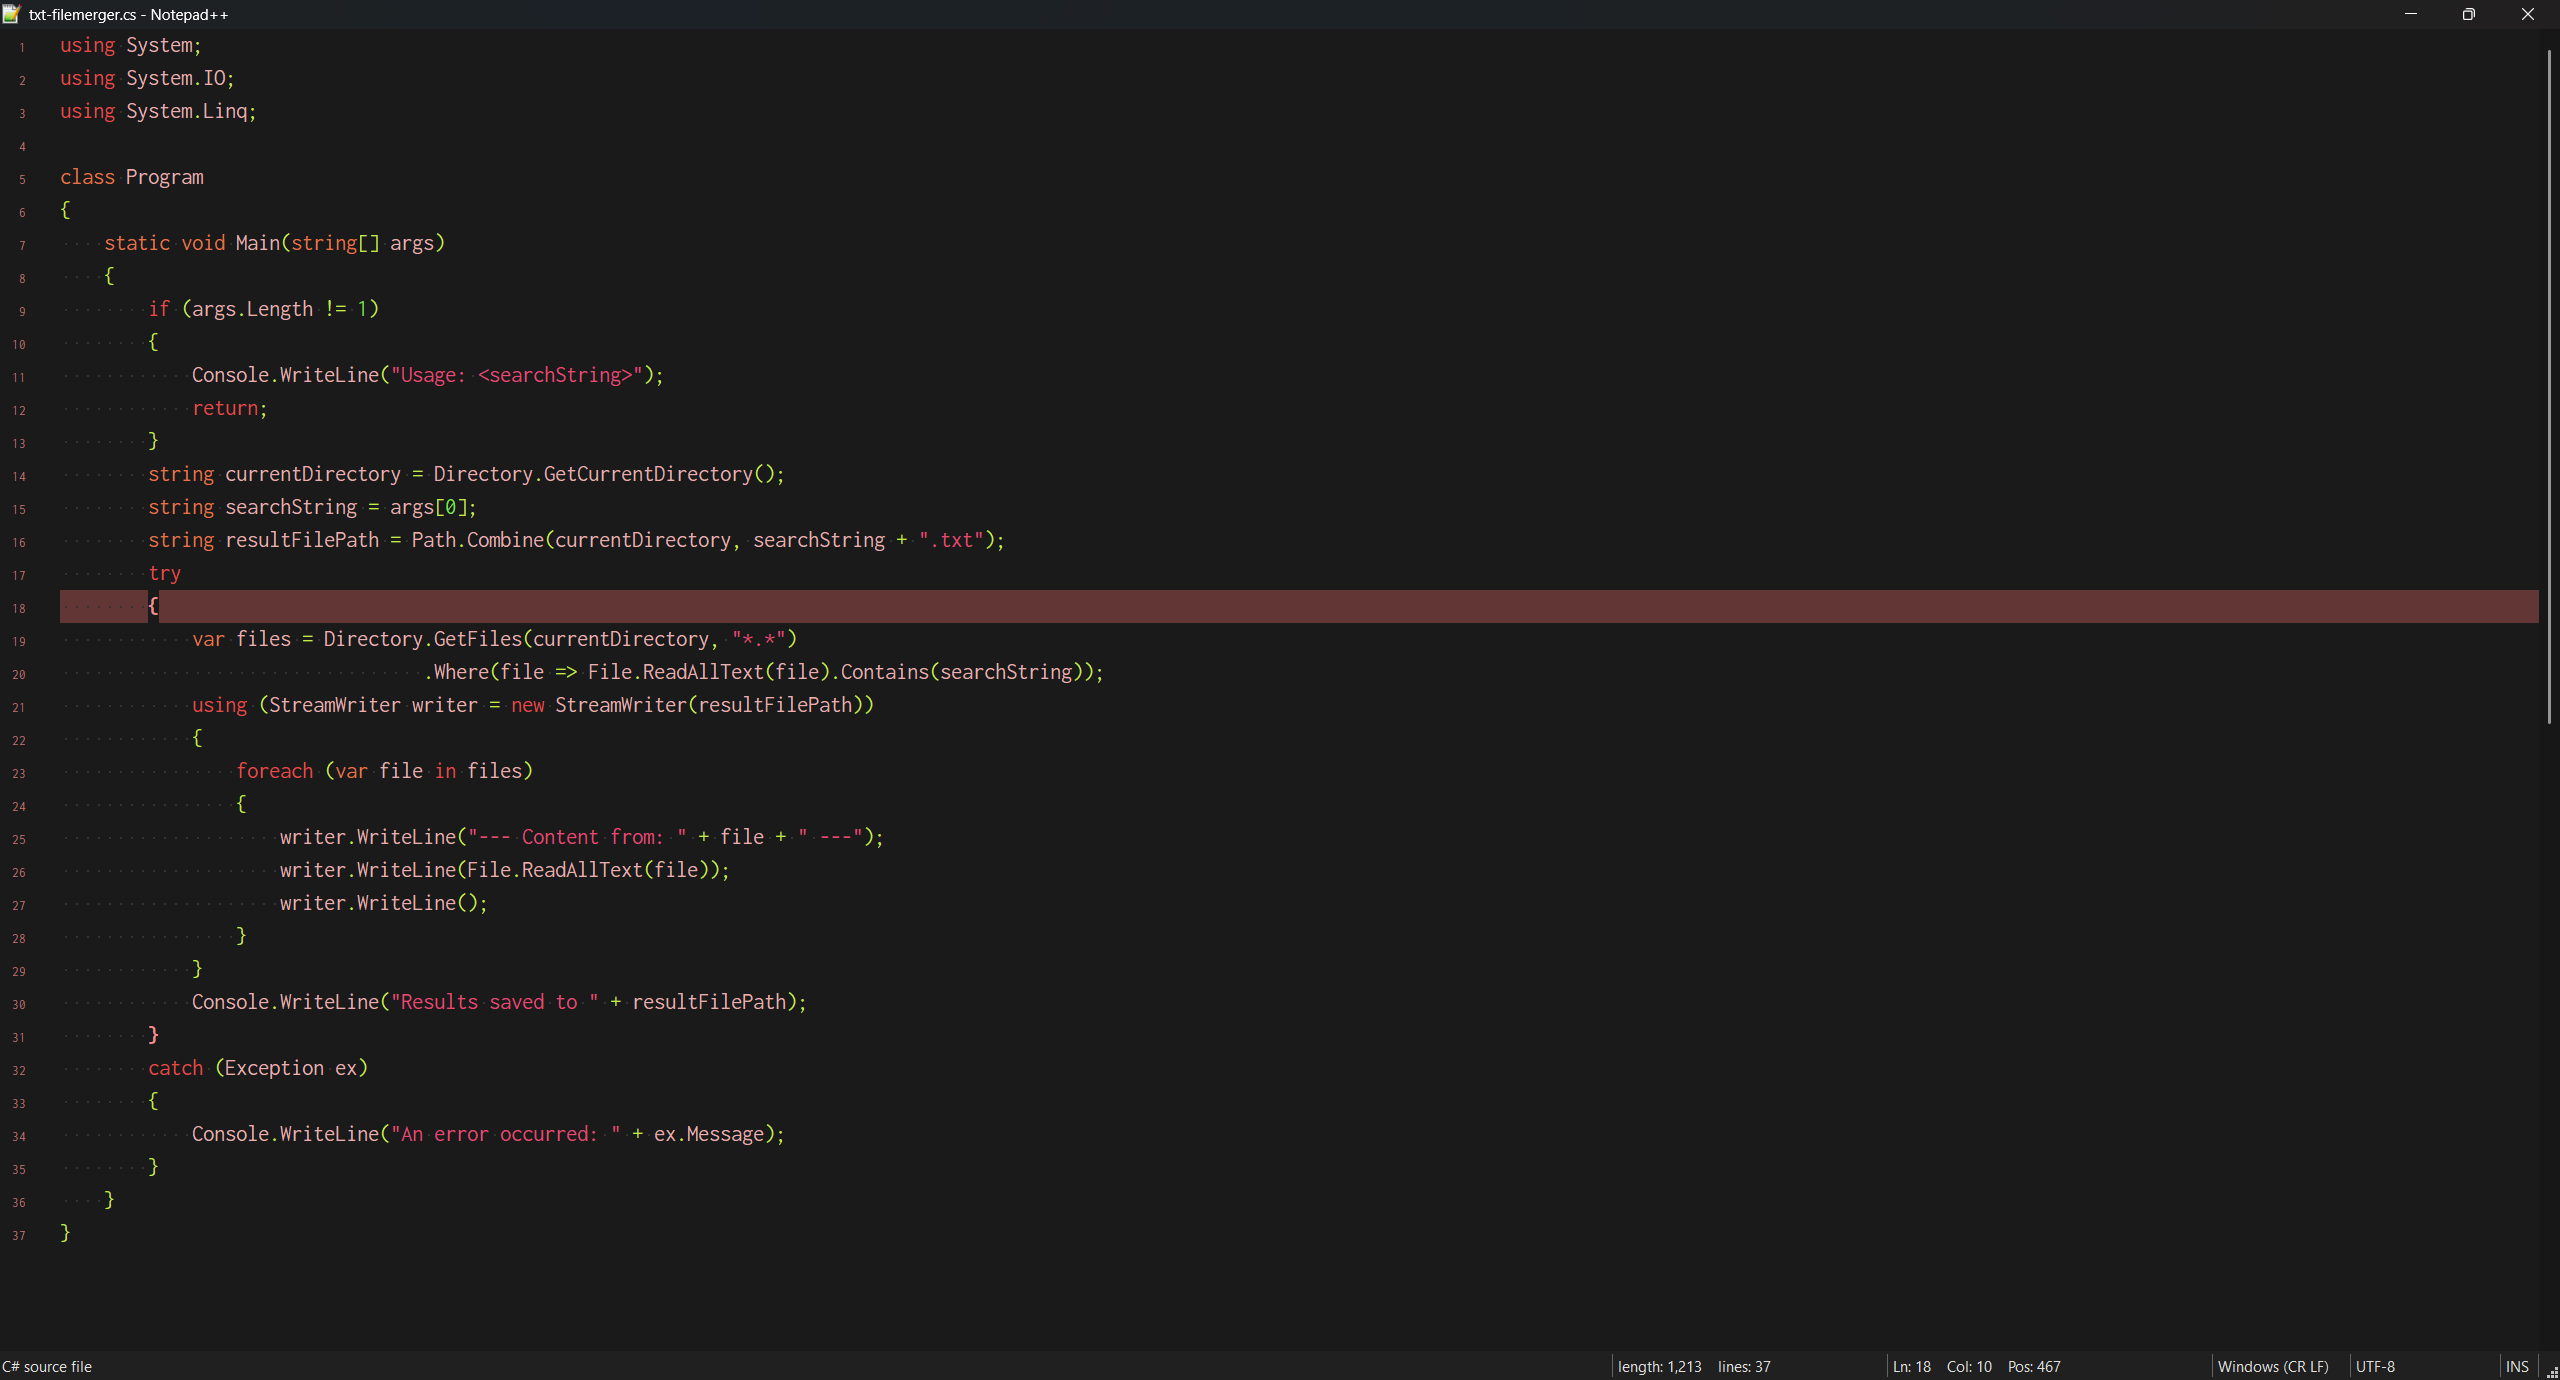 txt-filemerger.cs - Notepad++
1 using System;
2 using System.IO;
3 using System.Linq;
4
5 class Program
6 {
7     static void Main(string[] args)
8     {
9         if (args.Length != 1)
10         {
11             Console.WriteLine("Usage: <searchString>");
12             return;
13         }
14         string currentDirectory = Directory.GetCurrentDirectory();
15         string searchString = args[0];
16         string resultFilePath = Path.Combine(currentDirectory, searchString + ".txt");
17         try
18         {
19             var files = Directory.GetFiles(currentDirectory, "*.*")
20                                  .Where(file => File.ReadAllText(file).Contains(searchString));
21             using (StreamWriter writer = new StreamWriter(resultFilePath))
22             {
23                 foreach (var file in files)
24                 {
25                     writer.WriteLine("--- Content from: " + file + " ---");
26                     writer.WriteLine(File.ReadAllText(file));
27                     writer.WriteLine();
28                 }
29             }
30             Console.WriteLine("Results saved to " + resultFilePath);
31         }
32         catch (Exception ex)
33         {
34             Console.WriteLine("An error occurred: " + ex.Message);
35         }
36     }
37 }
C# source file length: 1,213 lines: 37 Ln: 18 Col: 10 Pos: 467 Windows (CR LF) UTF-8 INS